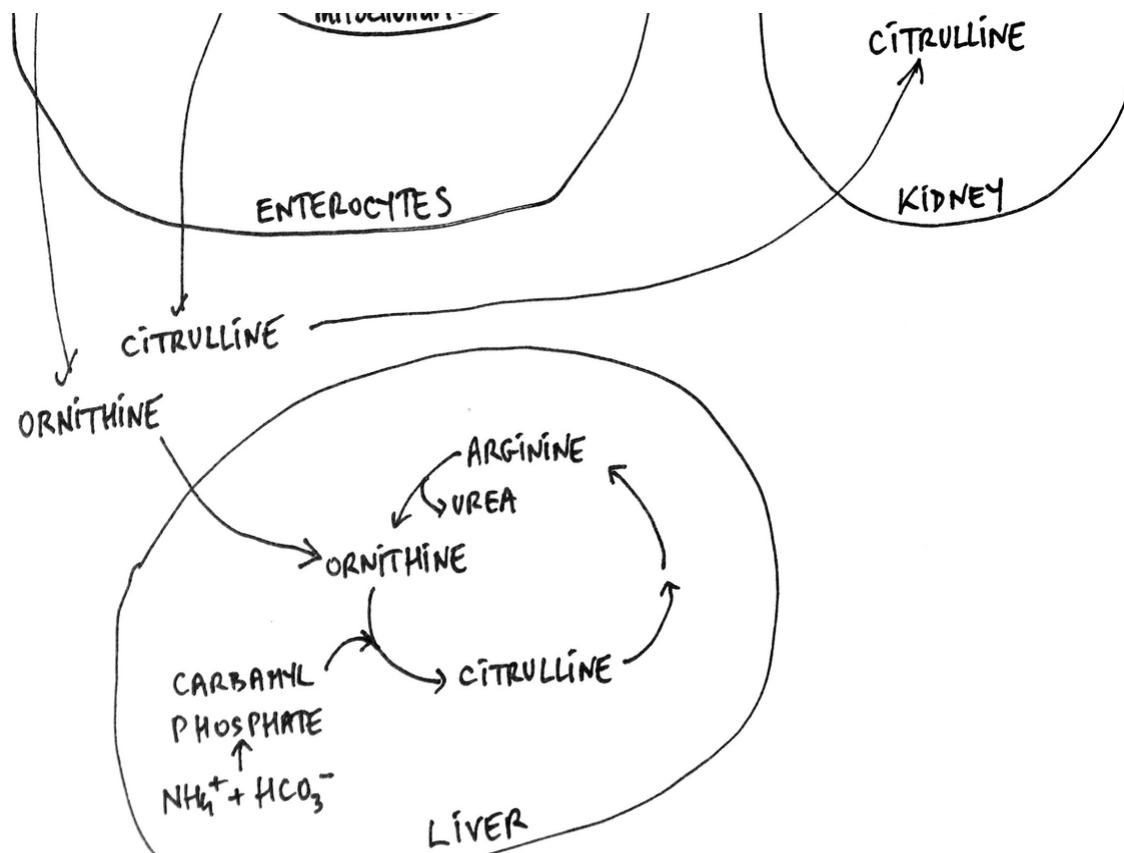 CITRULLINE
ENTEROCYTES
KIDNEY
CITRULLINE
ORNITHINE
ARGININE
UREA
ORNITHINE
CITRULLINE
CARBAMYL
PHOSPHATE
NH₄⁺ + HCO₃⁻
LIVER